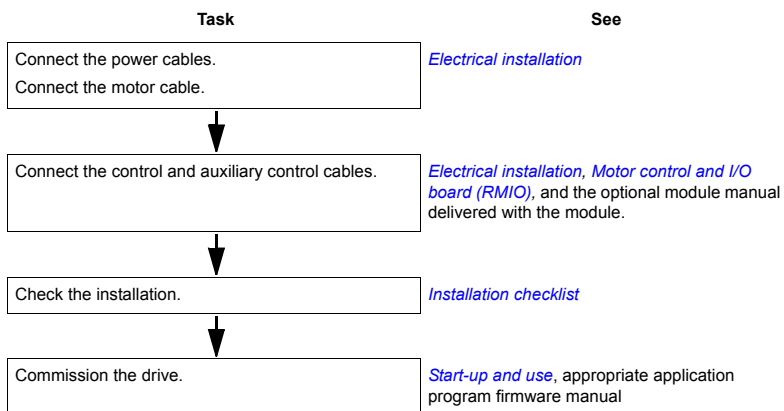 Task See
Connect the power cables. Electrical installation
Connect the motor cable.
Connect the control and auxiliary control cables. Electrical installation, Motor control and I/O
board (RMIO), and the optional module manual
delivered with the module.
Check the installation. Installation checklist
Commission the drive. Start-up and use, appropriate application
program firmware manual